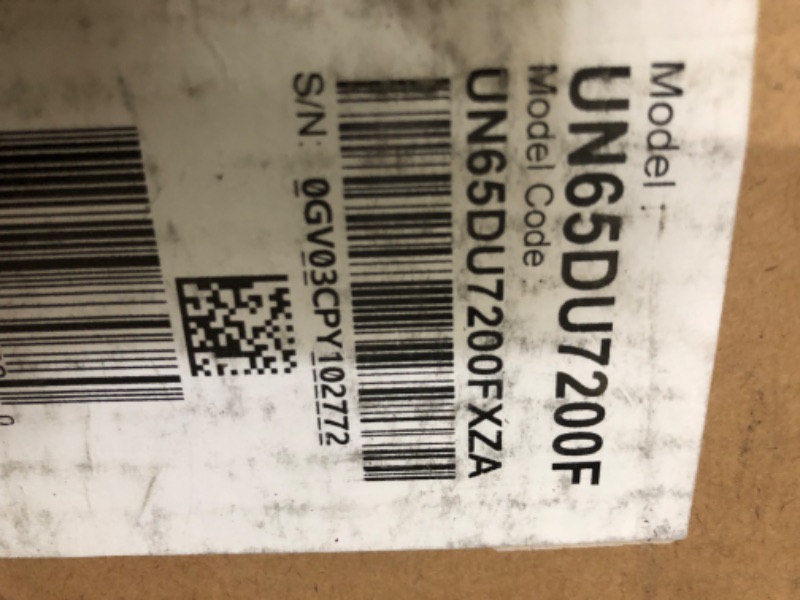 Model :
UN65DU7200F
Model Code
UN65DU7200FXZA
S/N: 0GV03CPY102772